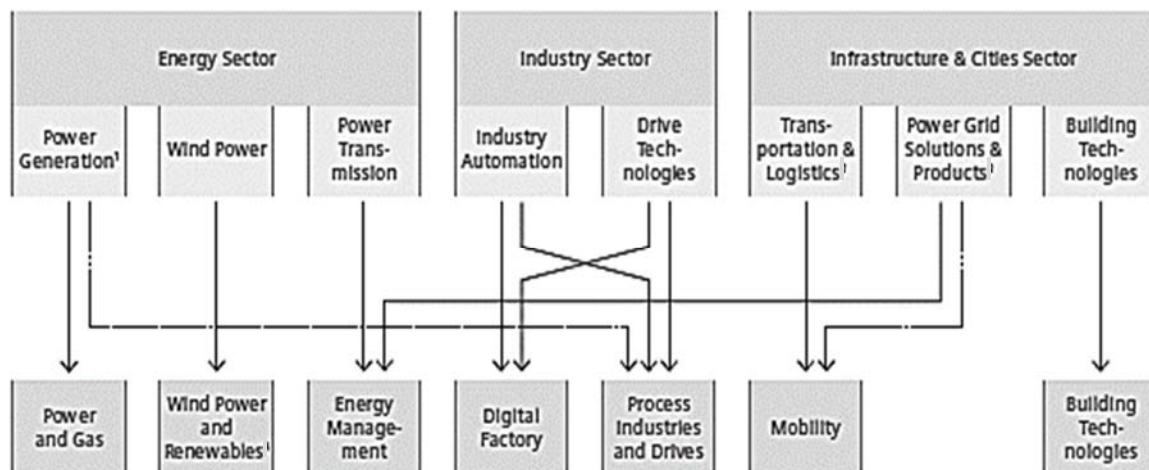 Energy Sector
Industry Sector
Infrastructure & Cities Sector
Power
Generation¹
Wind Power
Power
Trans-
mission
Industry
Automation
Drive
Tech-
nologies
Trans-
portation &
Logistics¹
Power Grid
Solutions &
Products¹
Building
Tech-
nologies
Power
and Gas
Wind Power
and
Renewables¹
Energy
Manage-
ment
Digital
Factory
Process
Industries
and Drives
Mobility
Building
Tech-
nologies